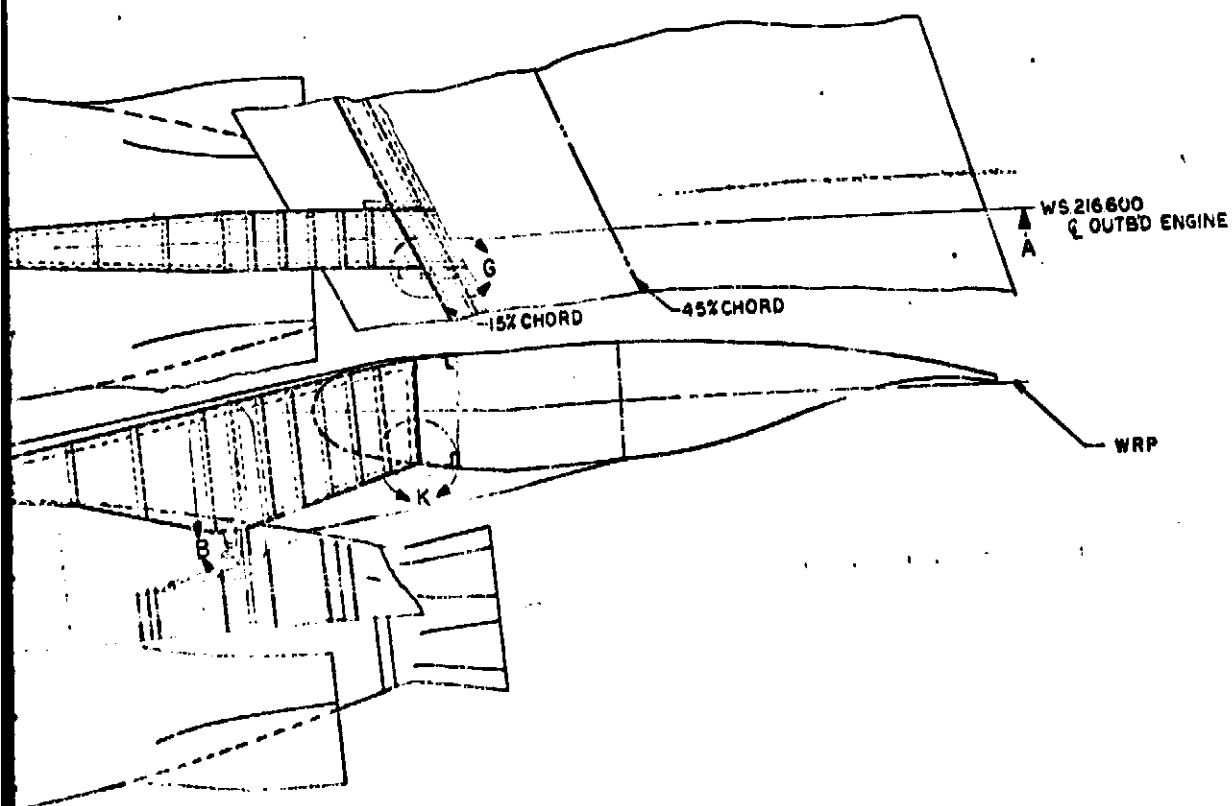 WS.216.600
℄ OUTBD ENGINE
A
G
15% CHORD
45% CHORD
WRP
K
B